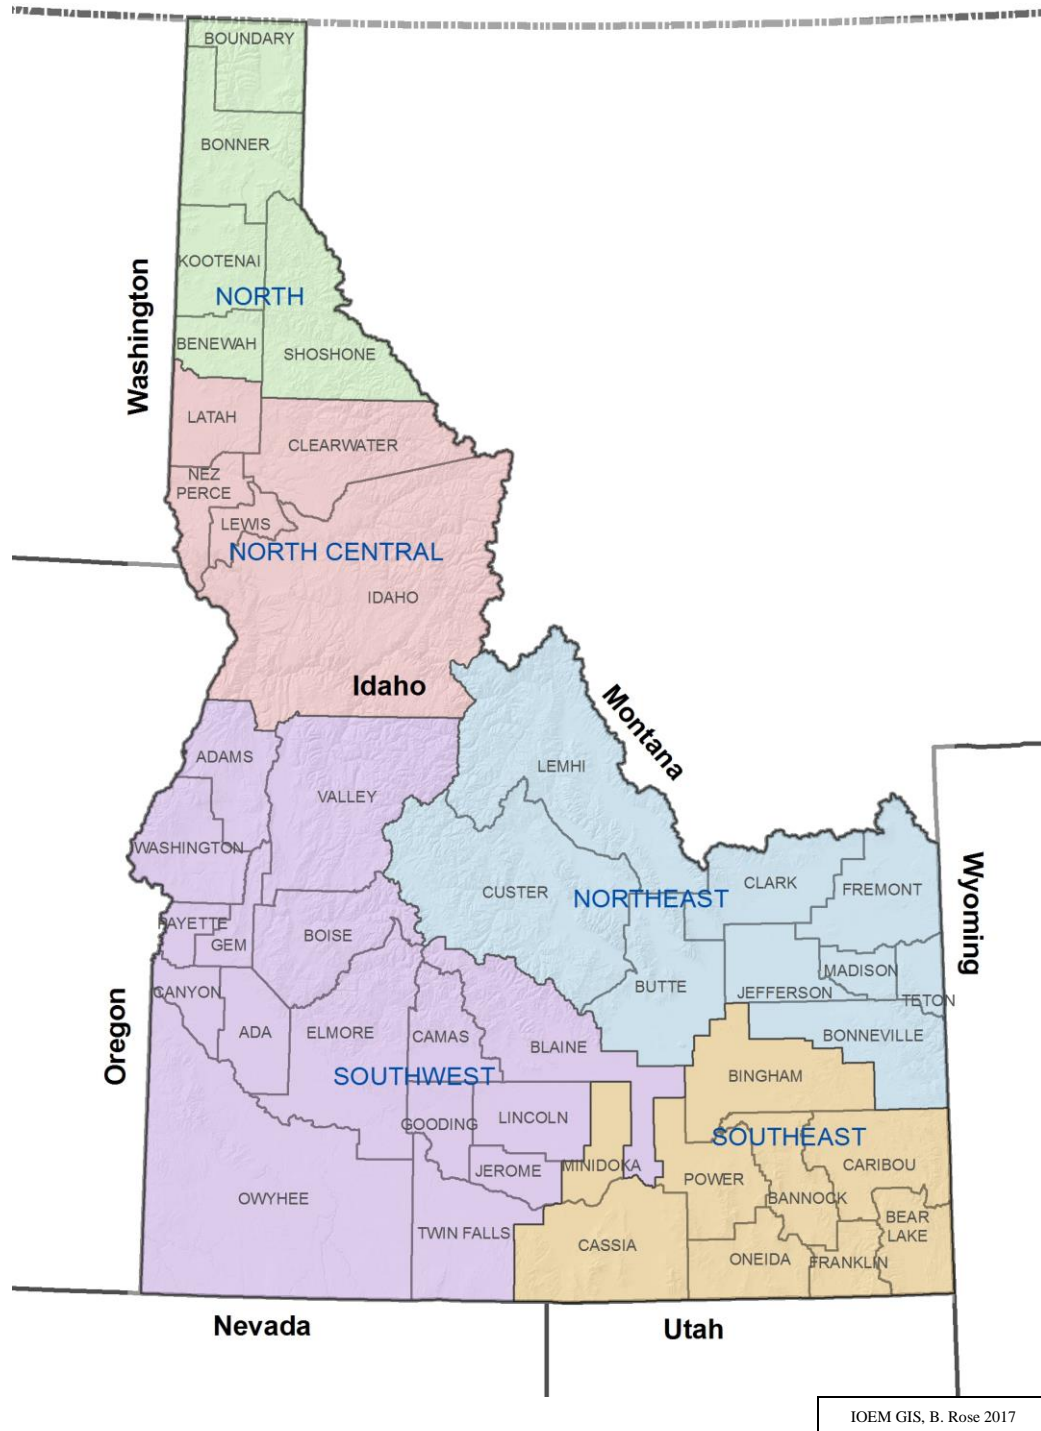 BOUNDARY
BONNER
Washington
KOOTENAI
NORTH
BENEWAH
SHOSHONE
LATAH
CLEARWATER
NEZ
PERCE
LEWIS
NORTH CENTRAL
IDAHO
Idaho
Montana
ADAMS
LEMHI
VALLEY
WASHINGTON
CUSTER
NORTHEAST
CLARK
FREMONT
Wyoming
PAYETTE
GEM
BOISE
MADISON
CANYON
BUTTE
JEFFERSON
TETON
Oregon
ADA
ELMORE
CAMAS
BLAINE
BONNEVILLE
SOUTHWEST
BINGHAM
GOODING
LINCOLN
SOUTHEAST
JEROME
MINIDOKA
POWER
CARIBOU
OWYHEE
BANNOCK
TWIN FALLS
CASSIA
BEAR
LAKE
ONEIDA
FRANKLIN
Nevada
Utah
IOEM GIS, B. Rose 2017